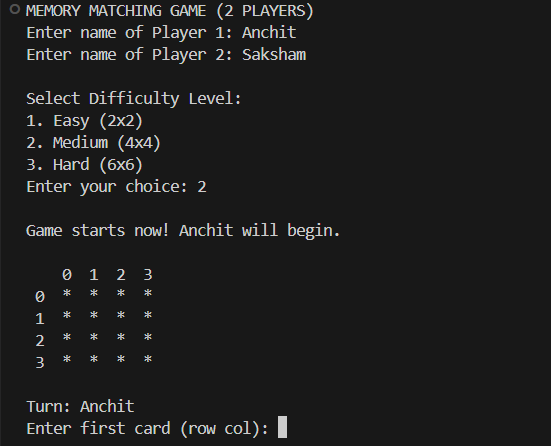 MEMORY MATCHING GAME (2 PLAYERS)
Enter name of Player 1: Anchit
Enter name of Player 2: Saksham
Select Difficulty Level:
1. Easy (2x2)
2. Medium (4x4)
3. Hard (6x6)
Enter your choice: 2
Game starts now! Anchit will begin.
0 1 2 3
0 * * * *
1 * * * *
2 * * * *
3 * * * *
Turn: Anchit
Enter first card (row col):